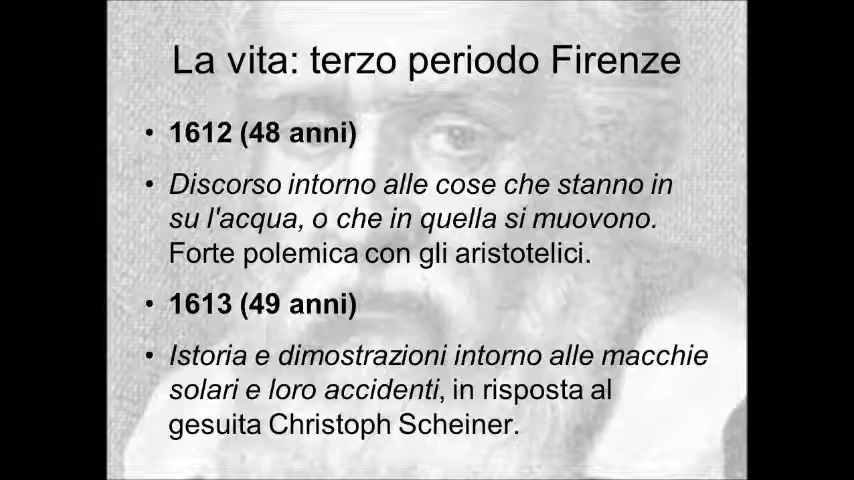 La vita: terzo periodo Firenze
• 1612 (48 anni)
• Discorso intorno alle cose che stanno in
su l'acqua, o che in quella si muovono.
Forte polemica con gli aristotelici.
• 1613 (49 anni)
• Istoria e dimostrazioni intorno alle macchie
solari e loro accidenti, in risposta al
gesuita Christoph Scheiner.